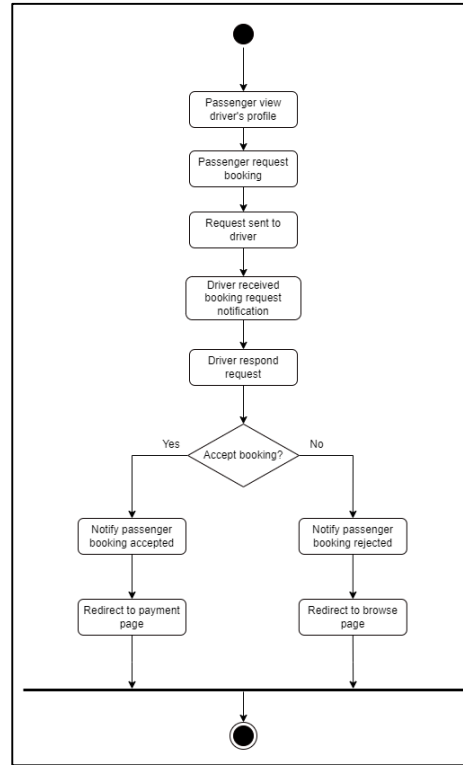 Passenger view
driver's profile
Passenger request
booking
Request sent to
driver
Driver received
booking request
notification
Driver respond
request
Accept booking?
Yes
No
Notify passenger
booking accepted
Notify passenger
booking rejected
Redirect to payment
page
Redirect to browse
page